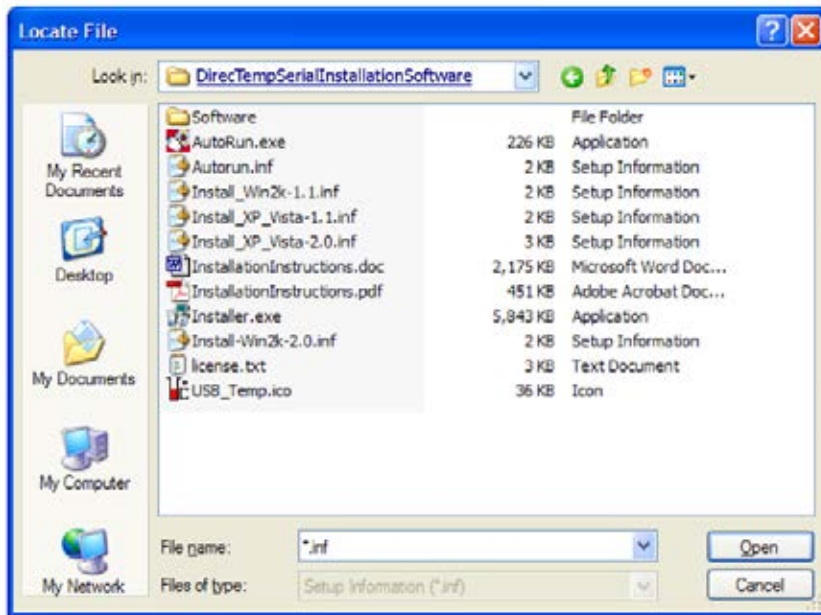 Locate File
Look in: DirecTempSerialInstallationSoftware
My Recent Documents
Desktop
My Documents
My Computer
My Network
Software File Folder
AutoRun.exe 226 KB Application
Autorun.inf 2 KB Setup Information
Install_Win2k-1.1.inf 2 KB Setup Information
Install_XP_Vista-1.1.inf 2 KB Setup Information
Install_XP_Vista-2.0.inf 3 KB Setup Information
InstallationInstructions.doc 2,175 KB Microsoft Word Doc...
InstallationInstructions.pdf 451 KB Adobe Acrobat Doc...
Installer.exe 5,843 KB Application
Install-Win2k-2.0.inf 2 KB Setup Information
license.txt 3 KB Text Document
USB_Temp.ico 36 KB Icon
File name: *.inf Open
Files of type: Setup Information (*.inf) Cancel